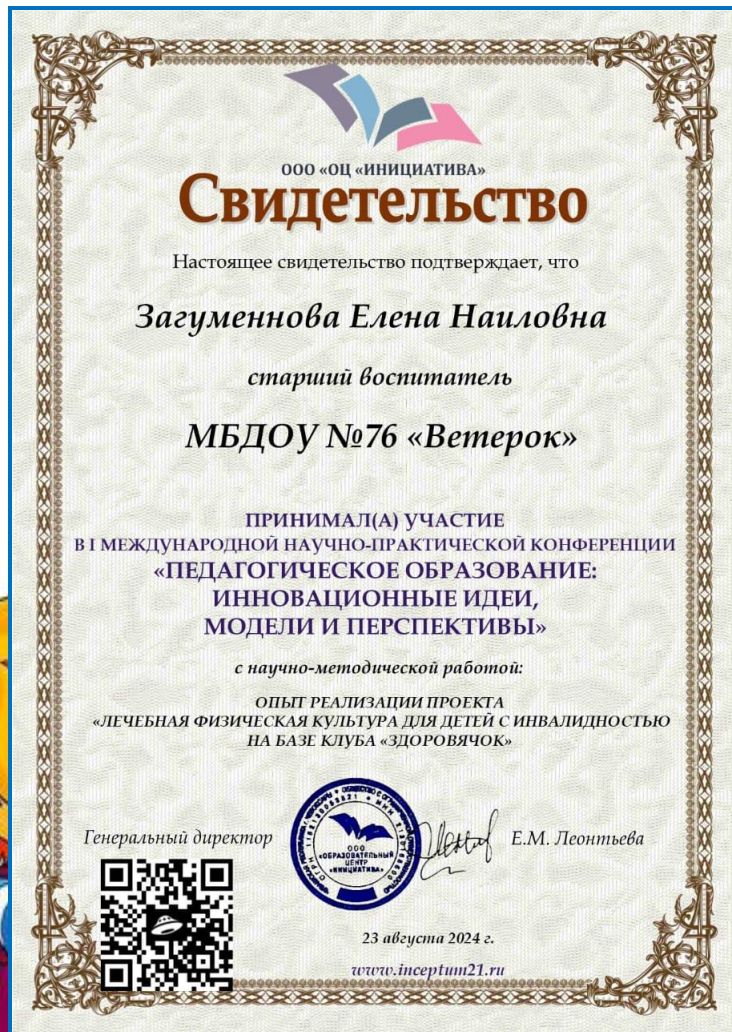 ООО «ОЦ «ИНИЦИАТИВА»
Свидетельство
Настоящее свидетельство подтверждает, что
Загуменнова Елена Наиловна
старший воспитатель
МБДОУ №76 «Ветерок»
ПРИНИМАЛ(А) УЧАСТИЕ
В I МЕЖДУНАРОДНОЙ НАУЧНО-ПРАКТИЧЕСКОЙ КОНФЕРЕНЦИИ
«ПЕДАГОГИЧЕСКОЕ ОБРАЗОВАНИЕ:
ИННОВАЦИОННЫЕ ИДЕИ,
МОДЕЛИ И ПЕРСПЕКТИВЫ»
с научно-методической работой:
ОПЫТ РЕАЛИЗАЦИИ ПРОЕКТА
«ЛЕЧЕБНАЯ ФИЗИЧЕСКАЯ КУЛЬТУРА ДЛЯ ДЕТЕЙ С ИНВАЛИДНОСТЬЮ
НА БАЗЕ КЛУБА «ЗДОРОВЯЧОК»
Генеральный директор
ООО
«ОБРАЗОВАТЕЛЬНЫЙ
ЦЕНТР
«ИНИЦИАТИВА»
Е.М. Леонтьева
23 августа 2024 г.
www.inceptum21.ru